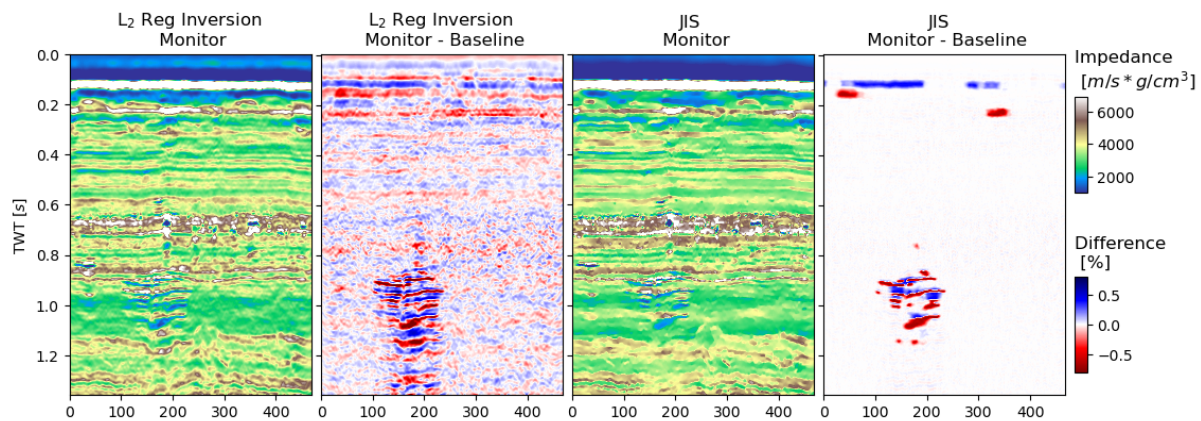 L₂ Reg Inversion
Monitor
L₂ Reg Inversion
Monitor - Baseline
JIS
Monitor
JIS
Monitor - Baseline
TWT [s]
0.0
0.2
0.4
0.6
0.8
1.0
1.2
0 100 200 300 400
0 100 200 300 400
0 100 200 300 400
100 200 300 400
Impedance
[m/s * g/cm³]
6000
4000
2000
Difference
[%]
0.5
0.0
−0.5